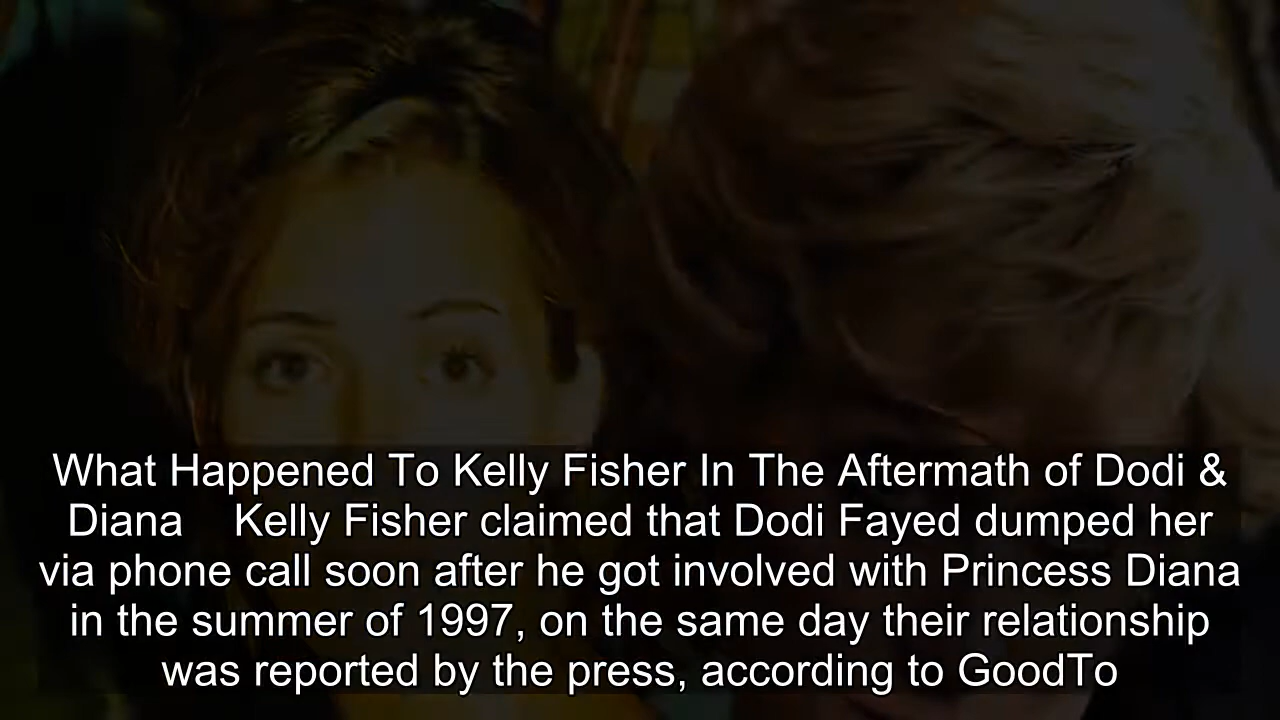 What Happened To Kelly Fisher In The Aftermath of Dodi &
Diana    Kelly Fisher claimed that Dodi Fayed dumped her
via phone call soon after he got involved with Princess Diana
in the summer of 1997, on the same day their relationship
was reported by the press, according to GoodTo